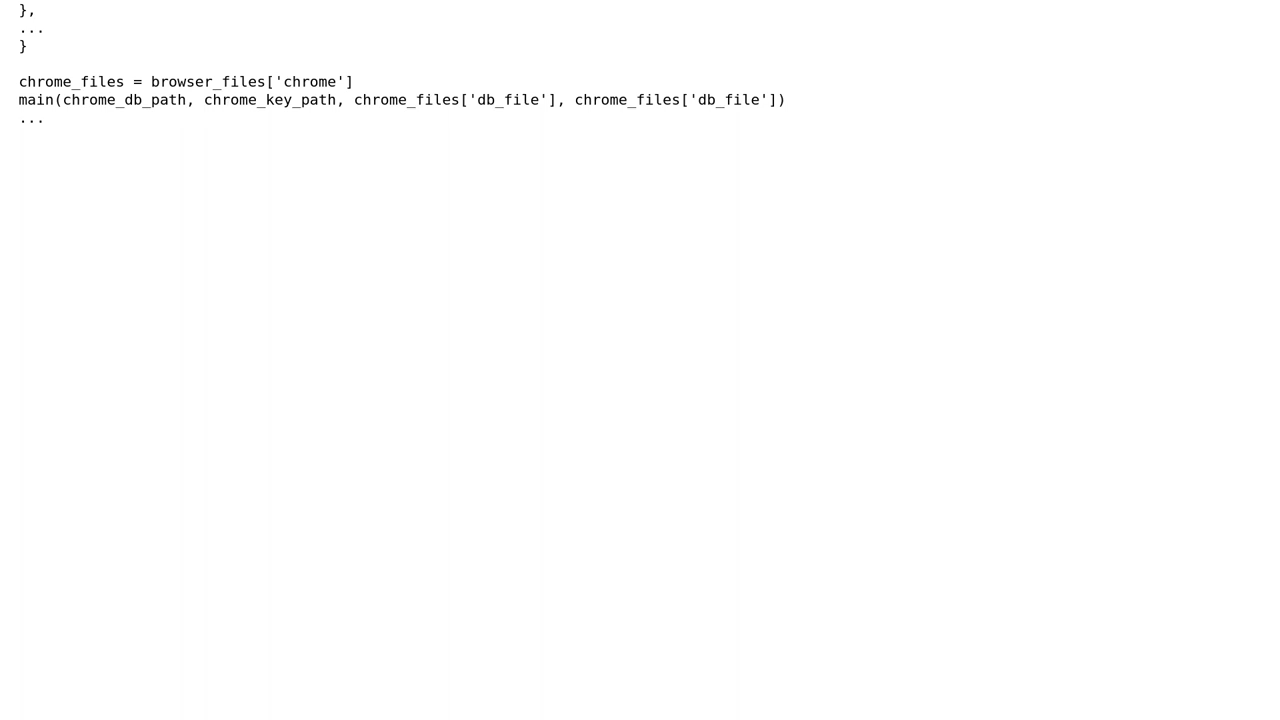 },
...
}
chrome_files = browser_files['chrome']
main(chrome_db_path, chrome_key_path, chrome_files['db_file'], chrome_files['db_file'])
...